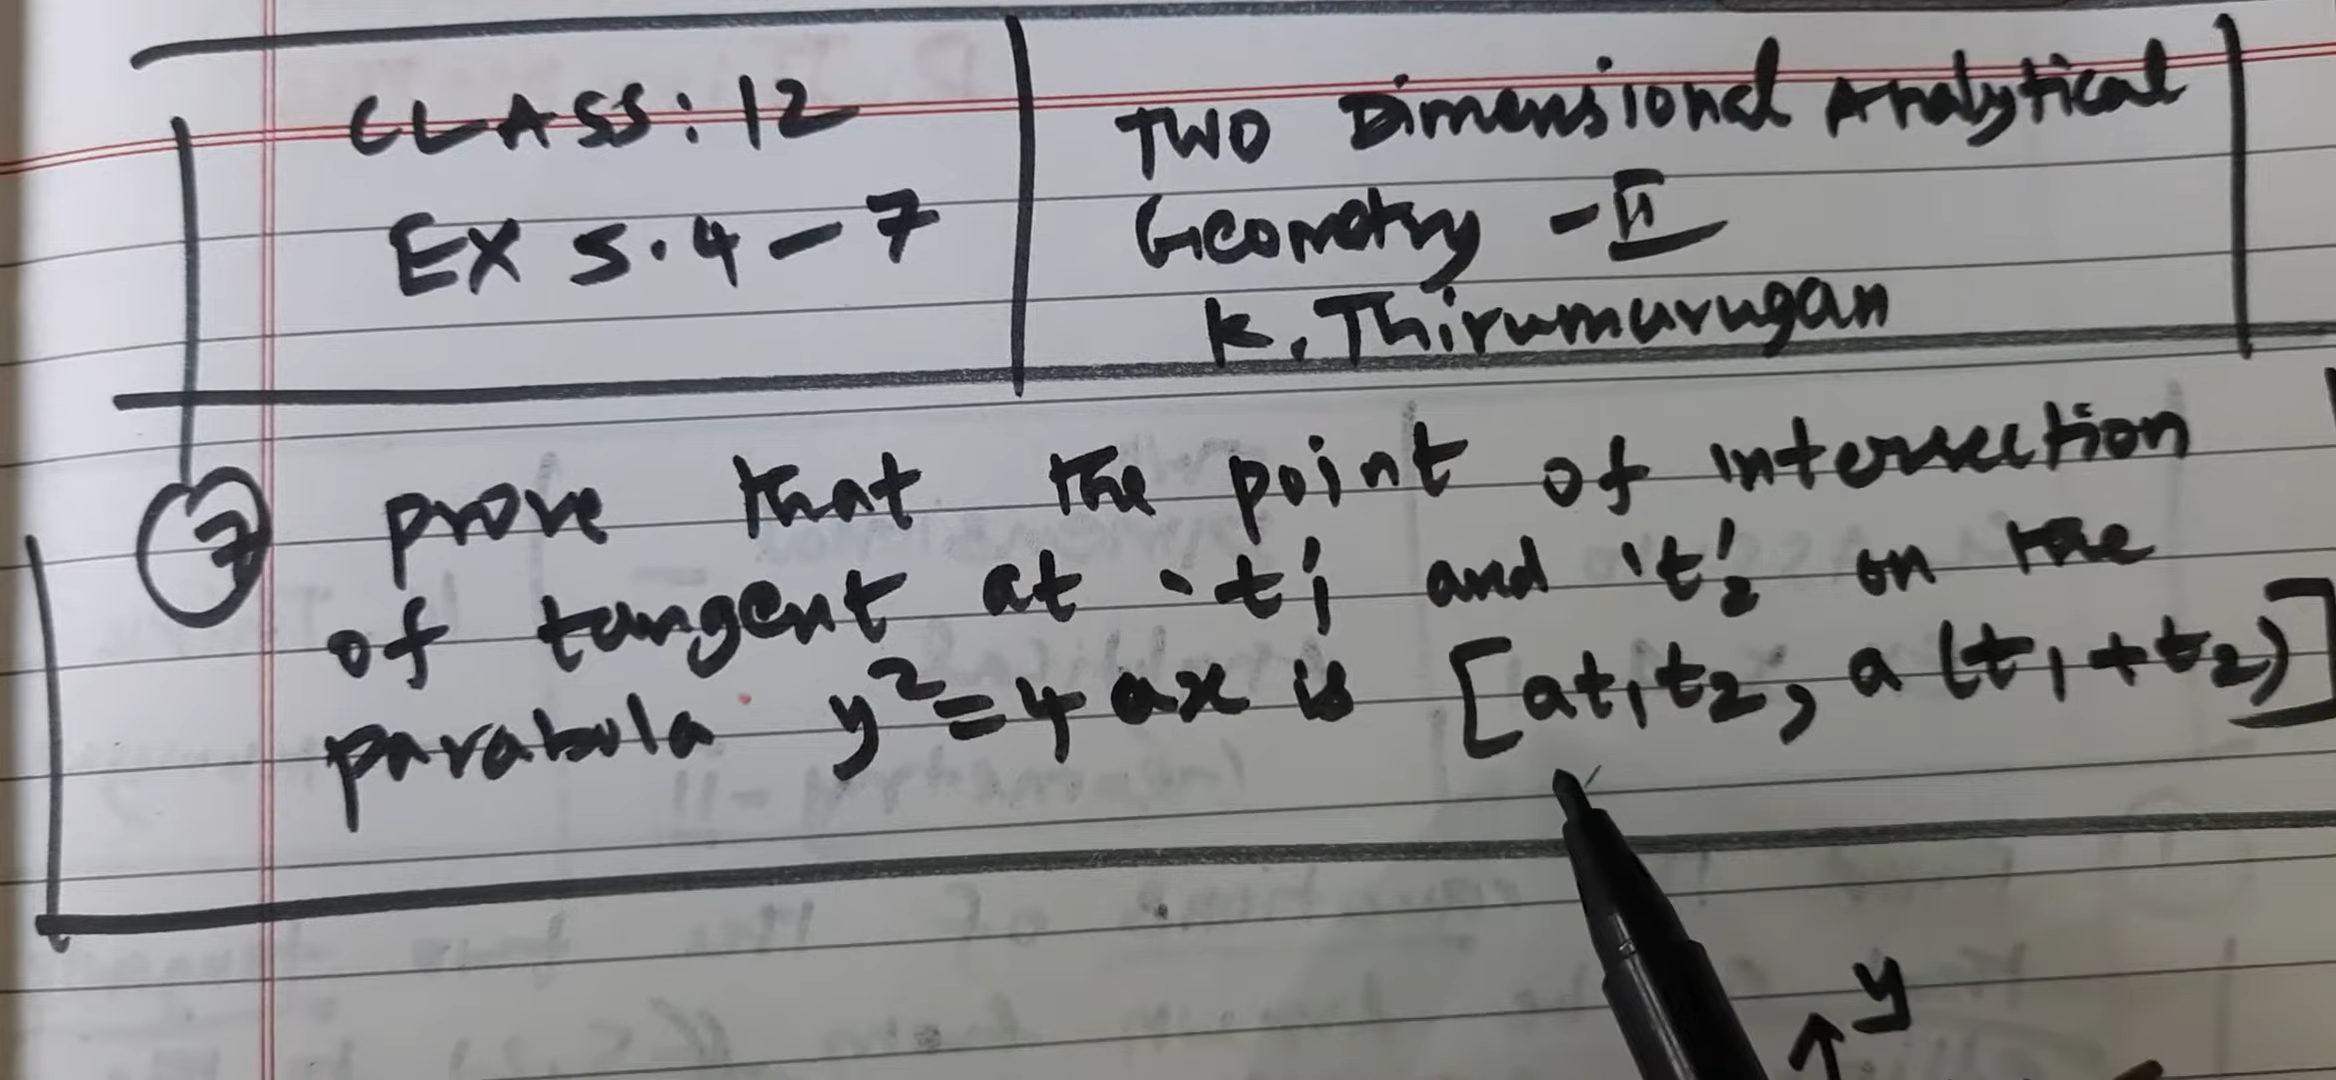 CLASS: 12
EX 5.4 - 7
TWO Dimensional Analytical
Geometry - II
K. Thirumurugan
7 prove that the point of intersection
of tangent at 't₁' and 't₂' on the
parabola y² = 4ax is [at₁t₂, a(t₁+t₂)]
y